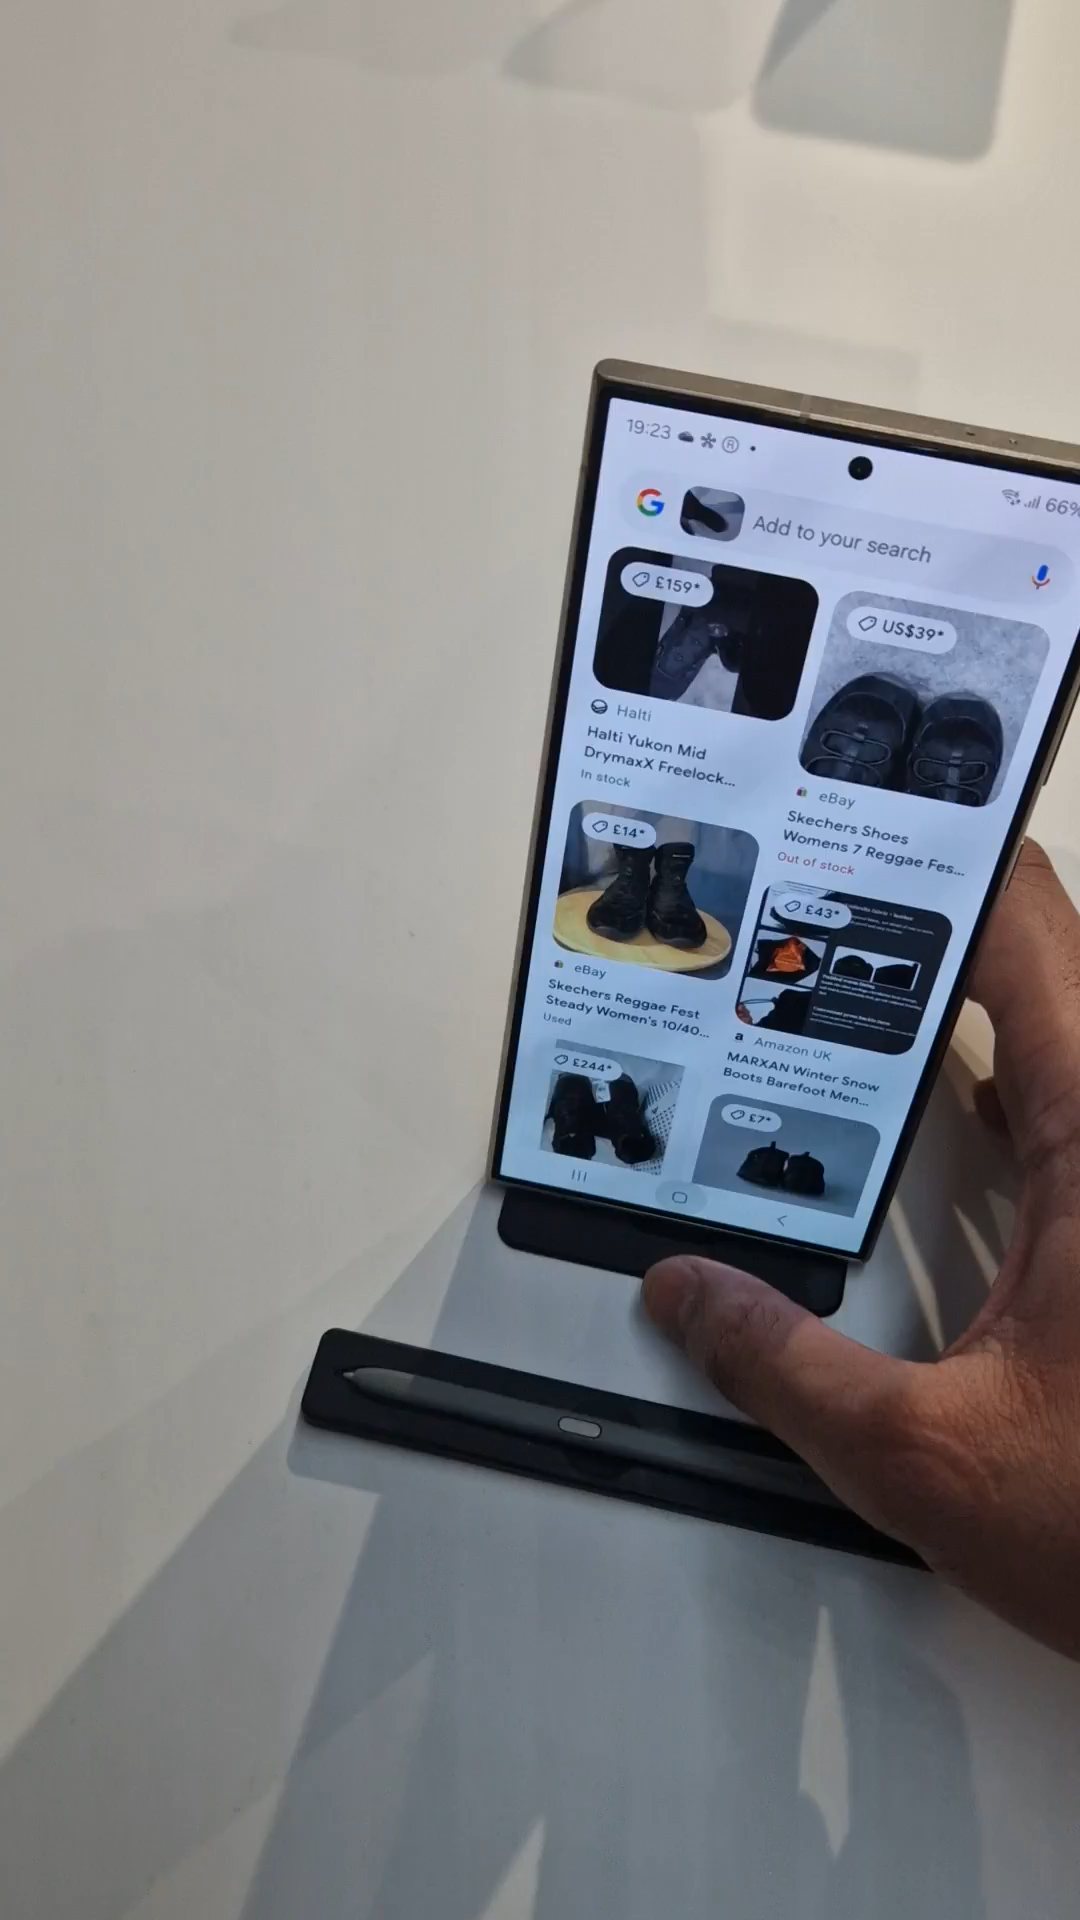 19:23
66%
Add to your search
£159*
Halti
Halti Yukon Mid
DrymaxX Freelock...
In stock
US$39*
eBay
Skechers Shoes
Womens 7 Reggae Fes...
Out of stock
£14*
eBay
Skechers Reggae Fest
Steady Women's 10/40...
Used
£43*
a Amazon UK
MARXAN Winter Snow
Boots Barefoot Men...
£244*
£7*